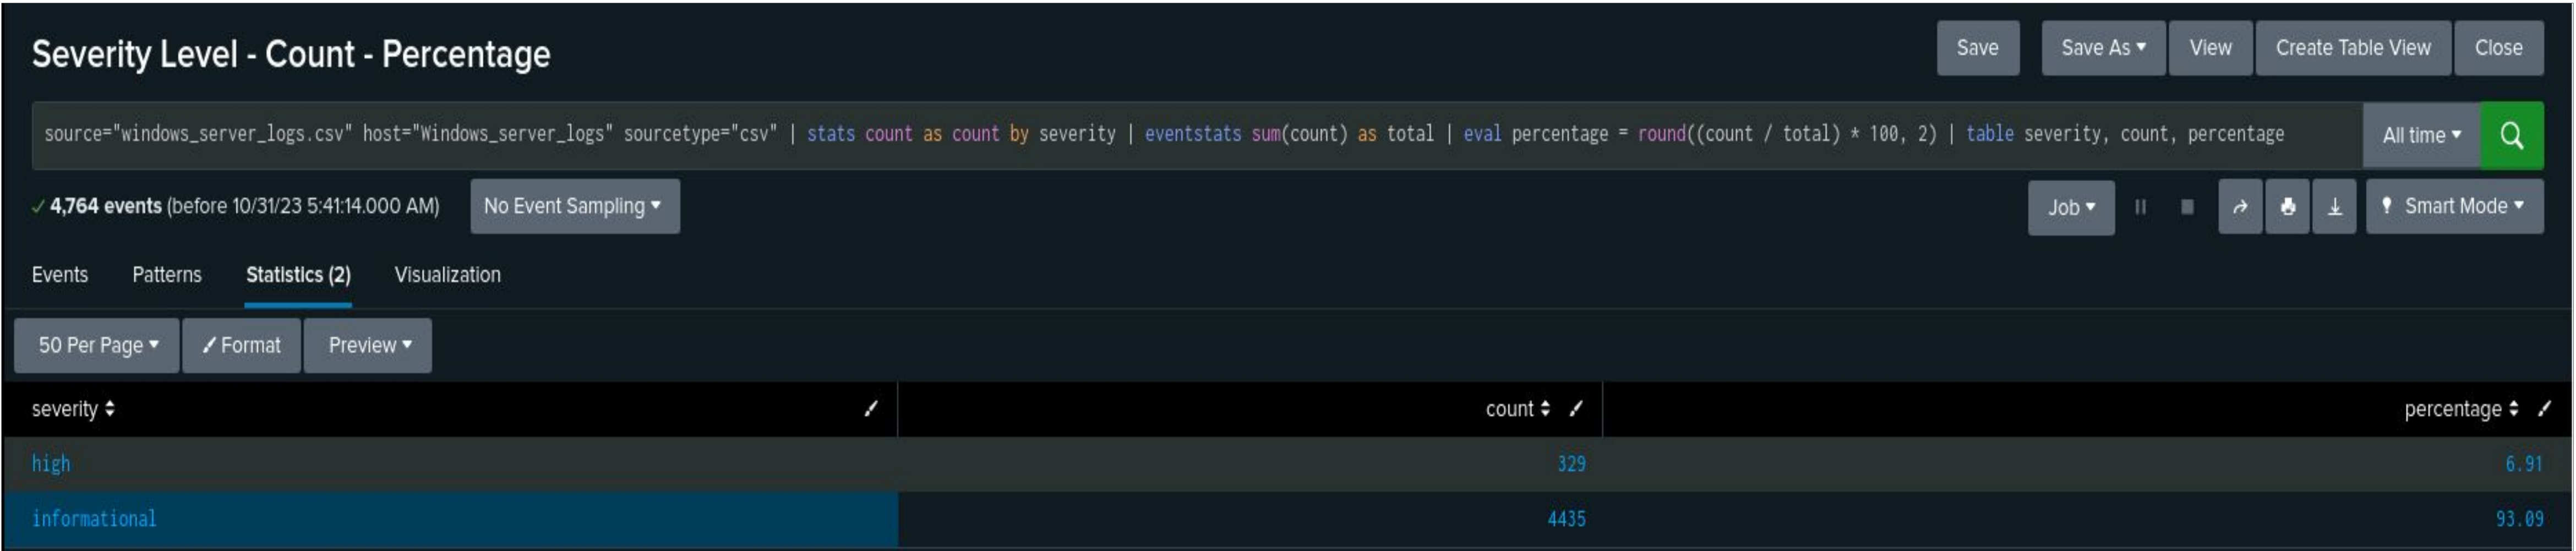 Severity Level - Count - Percentage
Save Save As View Create Table View Close
source="windows_server_logs.csv" host="Windows_server_logs" sourcetype="csv" | stats count as count by severity | eventstats sum(count) as total | eval percentage = round((count / total) * 100, 2) | table severity, count, percentage All time
4,764 events (before 10/31/23 5:41:14.000 AM) No Event Sampling Job Smart Mode
Events Patterns Statistics (2) Visualization
50 Per Page Format Preview
severity count percentage
high 329 6.91
informational 4435 93.09